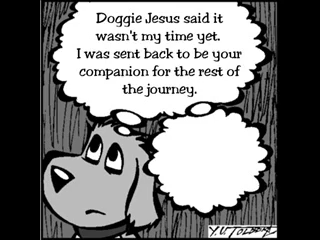 Doggie Jesus said it
wasn't my time yet.
I was sent back to be your
companion for the rest of
the journey.